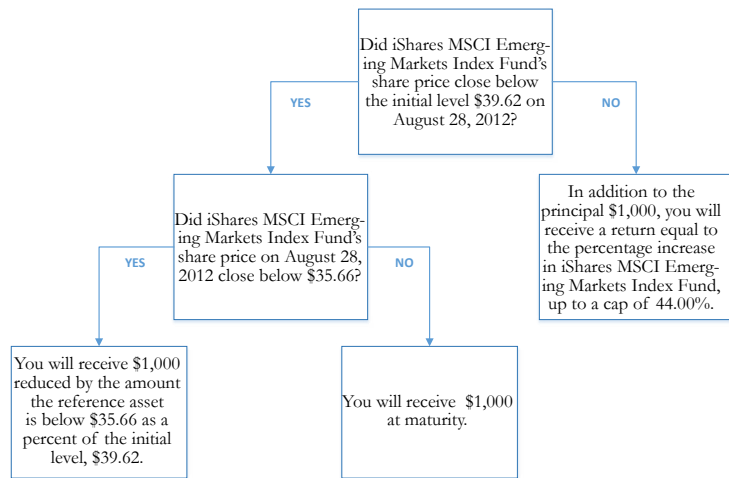 Did iShares MSCI Emerg-
ing Markets Index Fund's
share price close below
the initial level $39.62 on
August 28, 2012?
YES
NO
Did iShares MSCI Emerg-
ing Markets Index Fund's
share price on August 28,
2012 close below $35.66?
In addition to the
principal $1,000, you will
receive a return equal to
the percentage increase
in iShares MSCI Emerg-
ing Markets Index Fund,
up to a cap of 44.00%.
YES
NO
You will receive $1,000
reduced by the amount
the reference asset
is below $35.66 as a
percent of the initial
level, $39.62.
You will receive $1,000
at maturity.